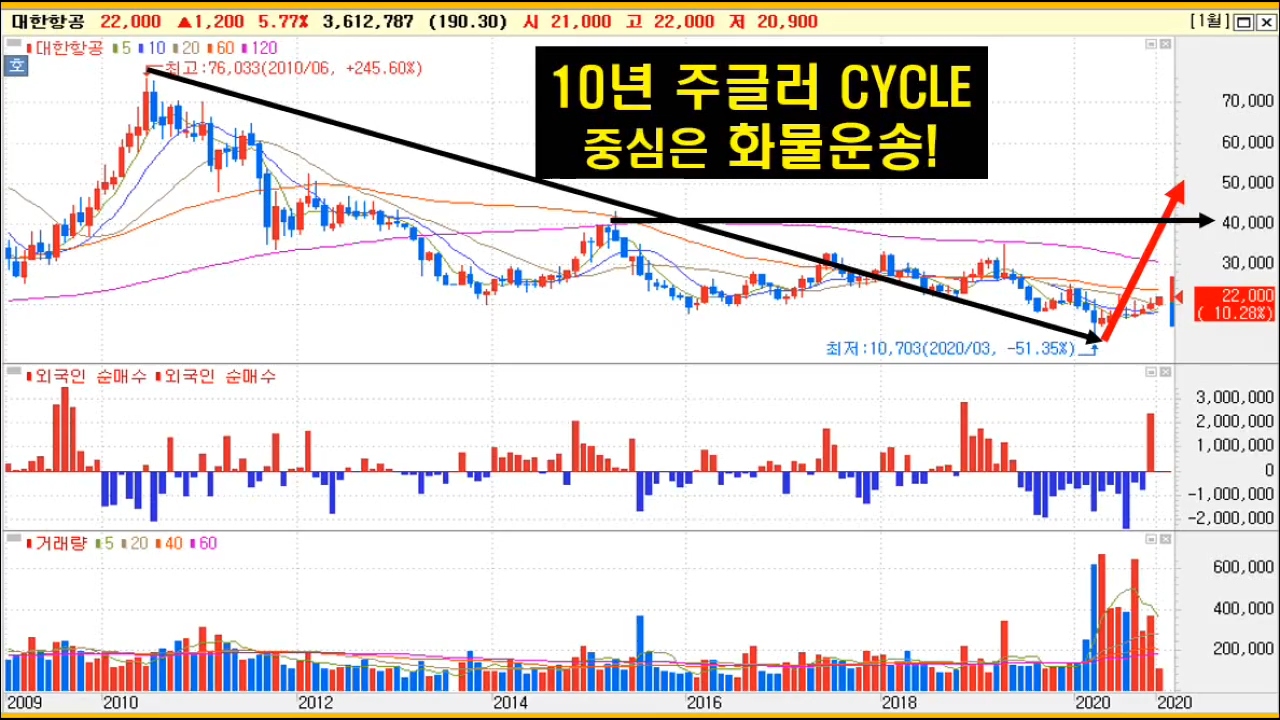 대한항공 22,000 ▲1,200 5.77% 3,612,787 (190.30) 시 21,000 고 22,000 저 20,900 [1월]
대한항공 5 10 20 60 120
호
최고:76,033(2010/06, +245.60%)
10년 주글러 CYCLE
중심은 화물운송!
70,000
60,000
50,000
40,000
30,000
22,000
( 10.28%)
최저:10,703(2020/03, -51.35%)
외국인 순매수 외국인 순매수
3,000,000
2,000,000
1,000,000
0
-1,000,000
-2,000,000
거래량 5 20 40 60
600,000
400,000
200,000
2009 2010 2012 2014 2016 2018 2020 2020